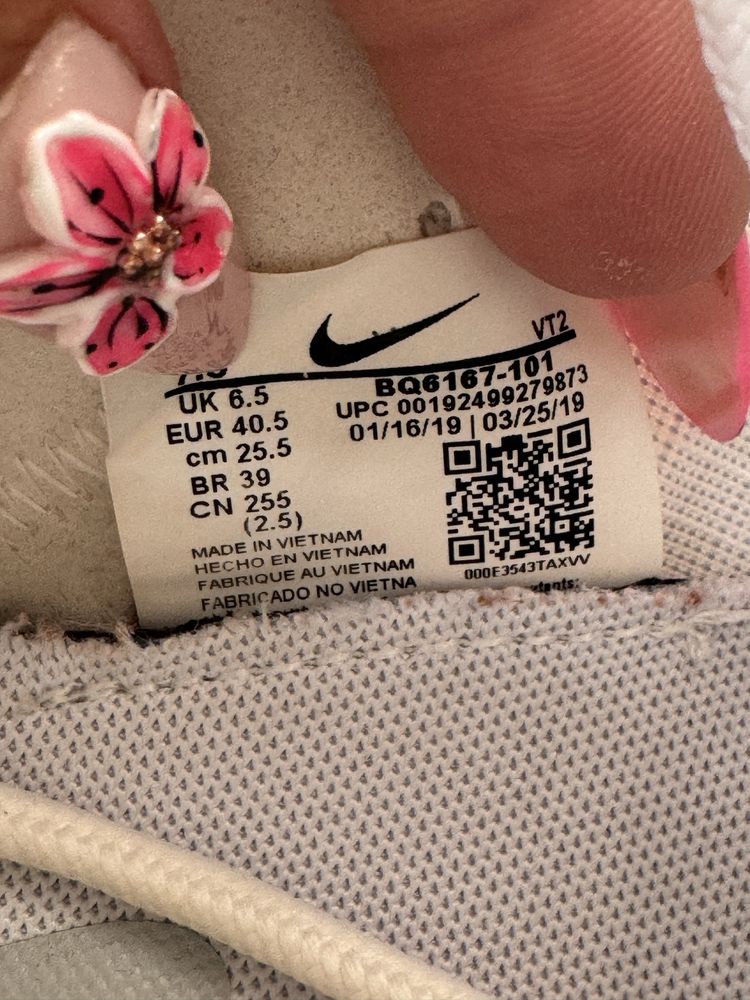 VT2
BQ6167-101
UK 6.5
UPC 00192499279873
EUR 40.5
01/16/19 | 03/25/19
cm 25.5
BR 39
CN 255
(2.5)
MADE IN VIETNAM
HECHO EN VIETNAM
FABRIQUE AU VIETNAM
FABRICADO NO VIETNA
000E3543TAXVV